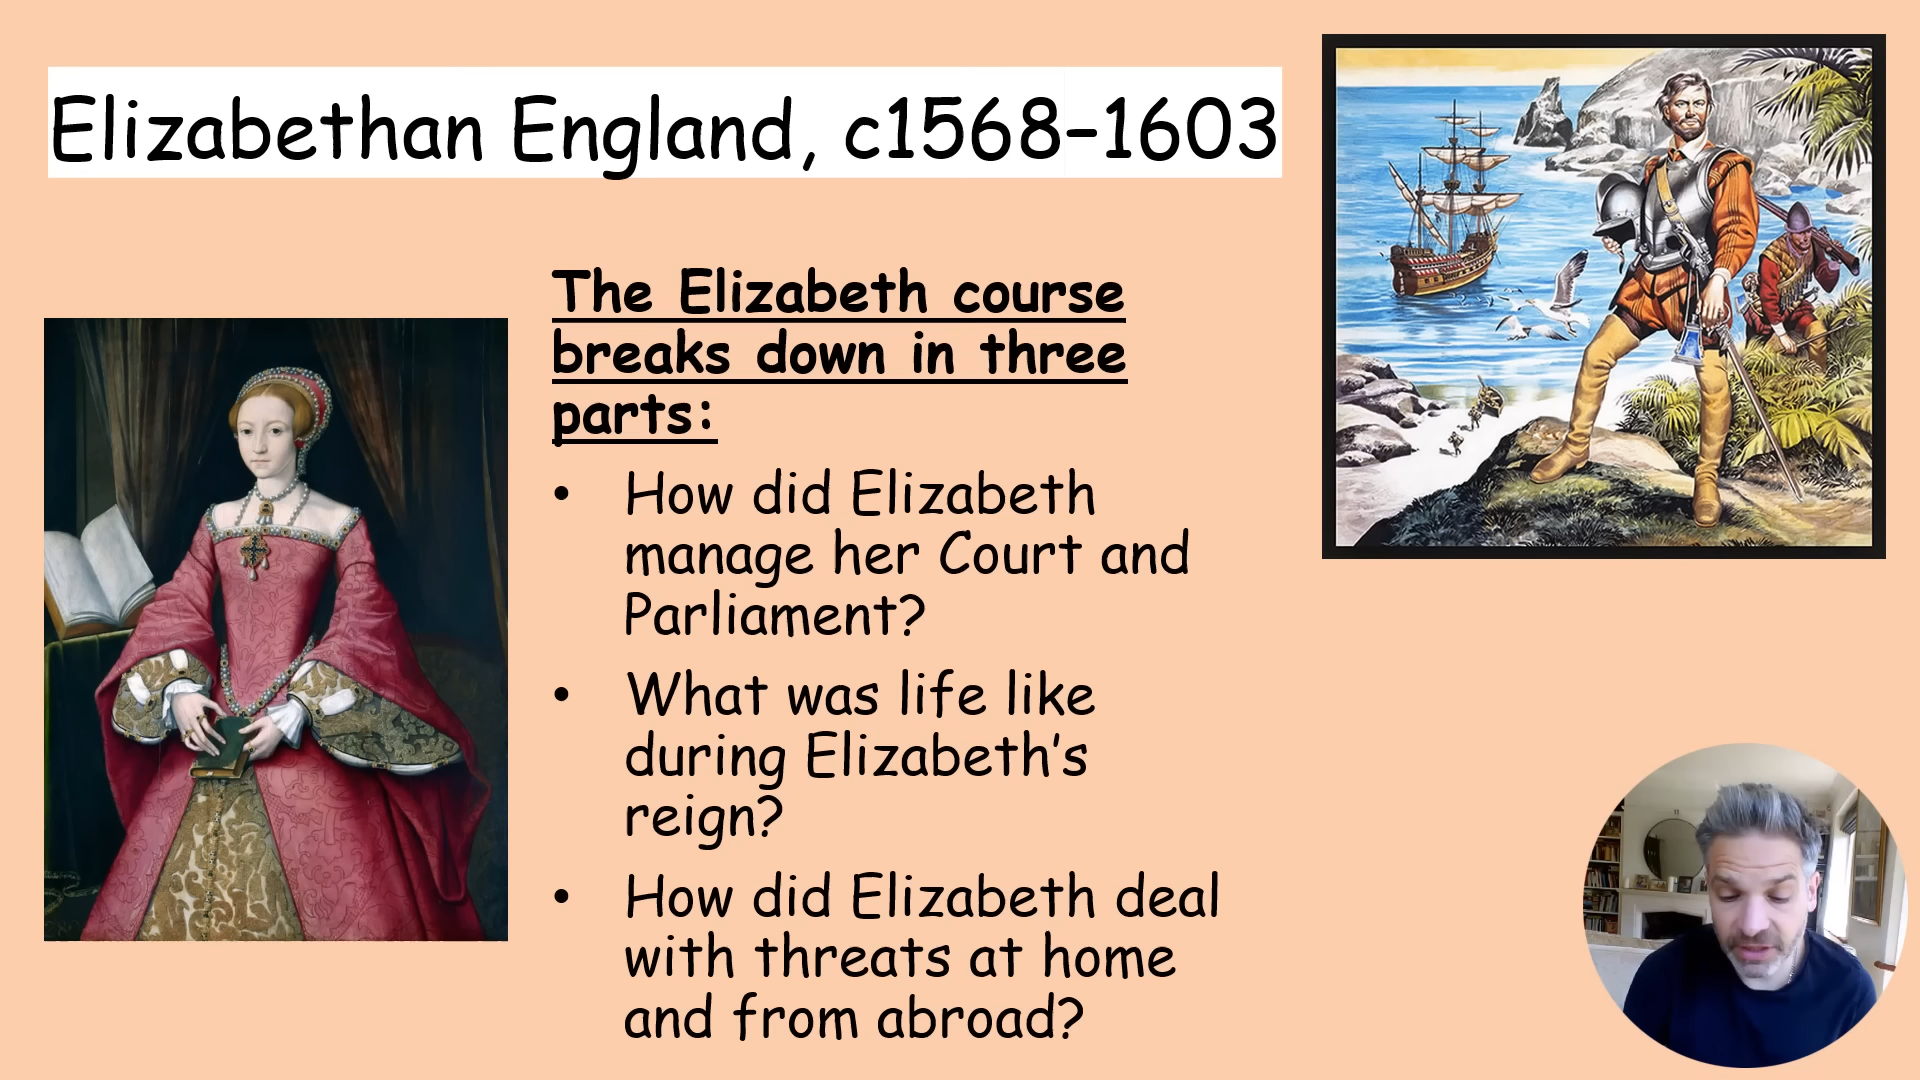 Elizabethan England, c1568–1603
The Elizabeth course
breaks down in three
parts:
• How did Elizabeth
manage her Court and
Parliament?
• What was life like
during Elizabeth’s
reign?
• How did Elizabeth deal
with threats at home
and from abroad?